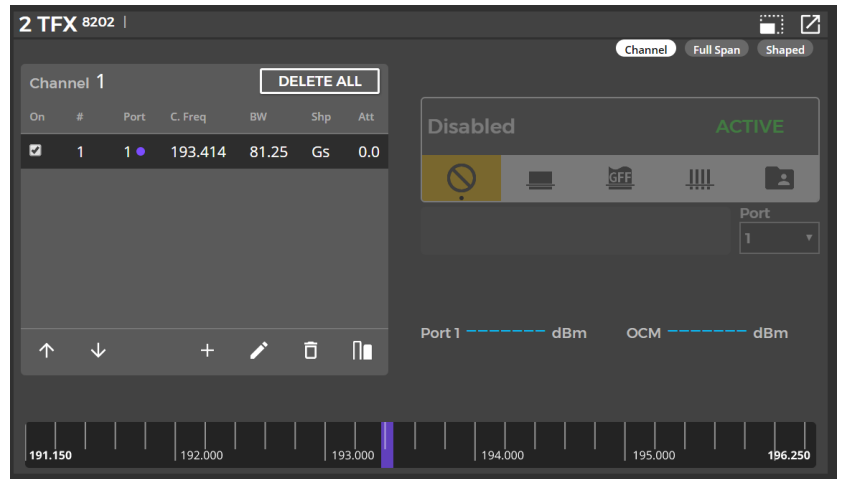 2 TFX 8202 |
Channel Full Span Shaped
Channel 1 DELETE ALL
On # Port C. Freq BW Shp Att
1 1 193.414 81.25 Gs 0.0
Disabled ACTIVE
GFF
Port
1
Port 1 ------- dBm OCM ------- dBm
191.150 192.000 193.000 194.000 195.000 196.250